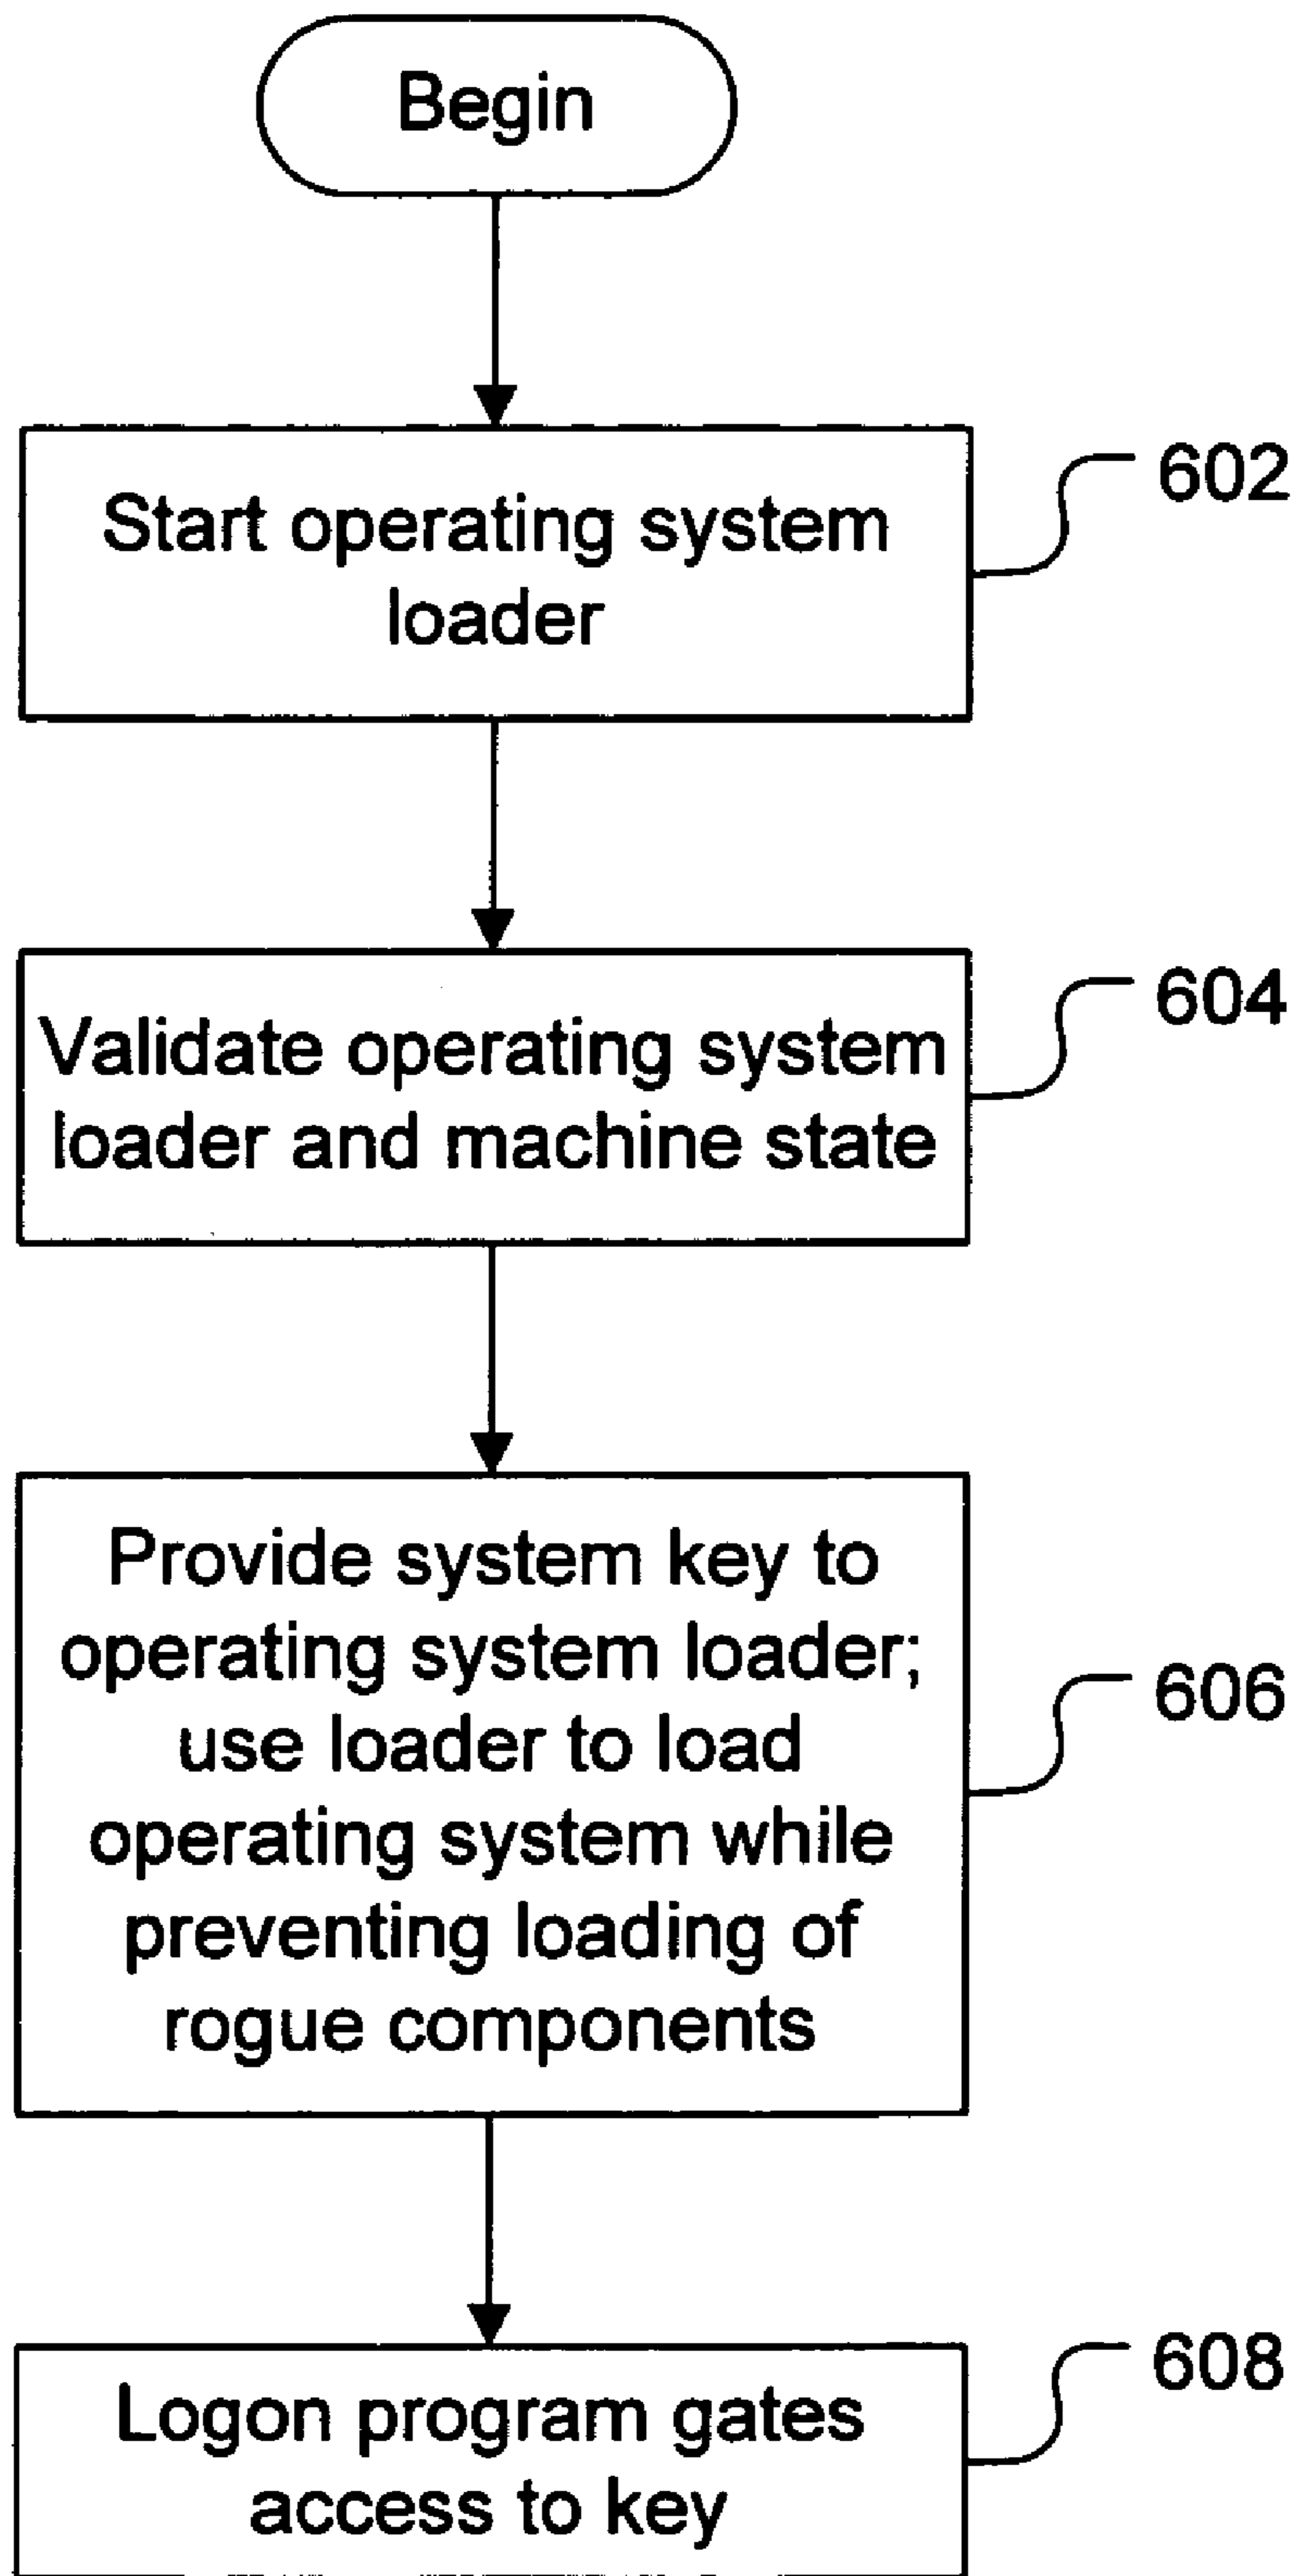 Begin
Start operating system
loader
602
Validate operating system
loader and machine state
604
Provide system key to
operating system loader;
use loader to load
operating system while
preventing loading of
rogue components
606
Logon program gates
access to key
608